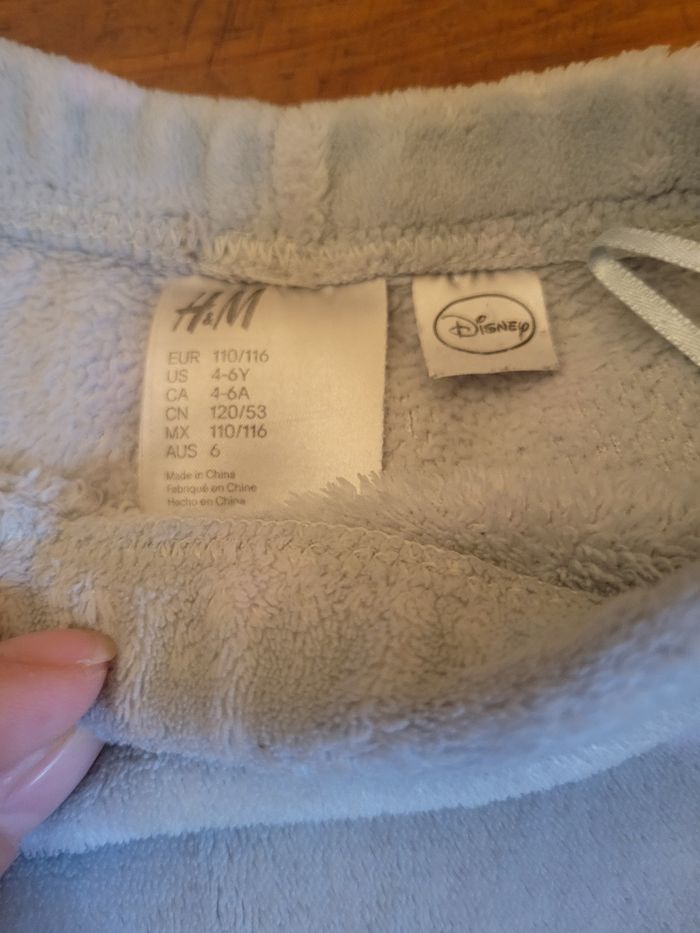 H&M
EUR 110/116
US 4-6Y
CA 4-6A
CN 120/53
MX 110/116
AUS 6
Made in China
Fabriqué en Chine
Hecho en China
Disney